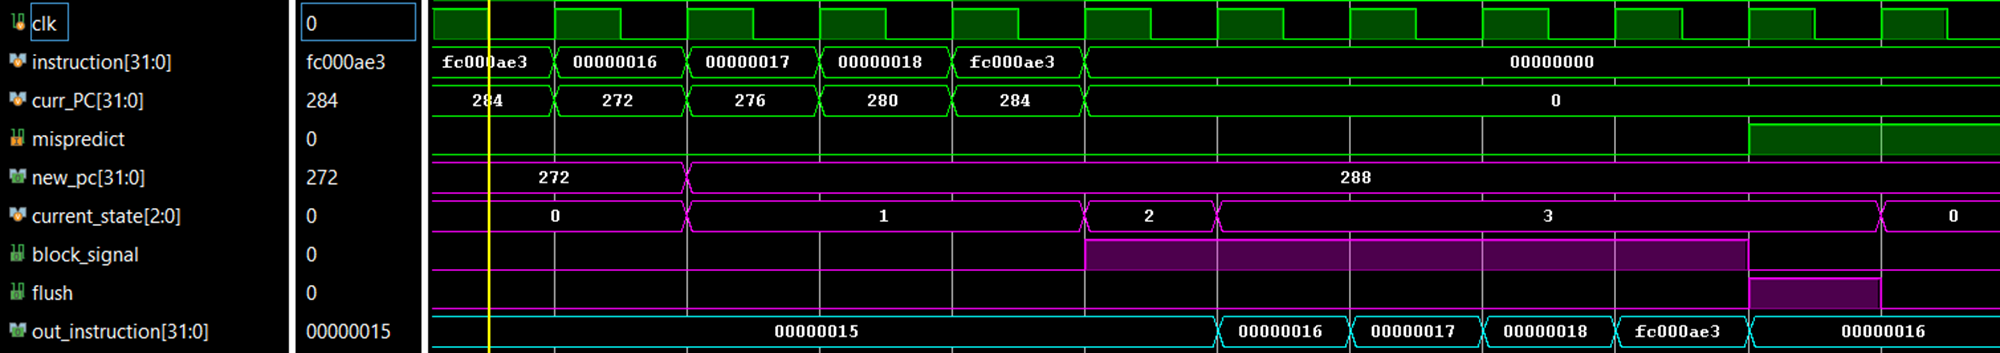 clk 0
instruction[31:0] fc000ae3 fc000ae3 00000016 00000017 00000018 fc000ae3 00000000
curr_PC[31:0] 284 284 272 276 280 284 0
mispredict 0
new_pc[31:0] 272 272 288
current_state[2:0] 0 0 1 2 3 0
block_signal 0
flush 0
out_instruction[31:0] 00000015 00000015 00000016 00000017 00000018 fc000ae3 00000016